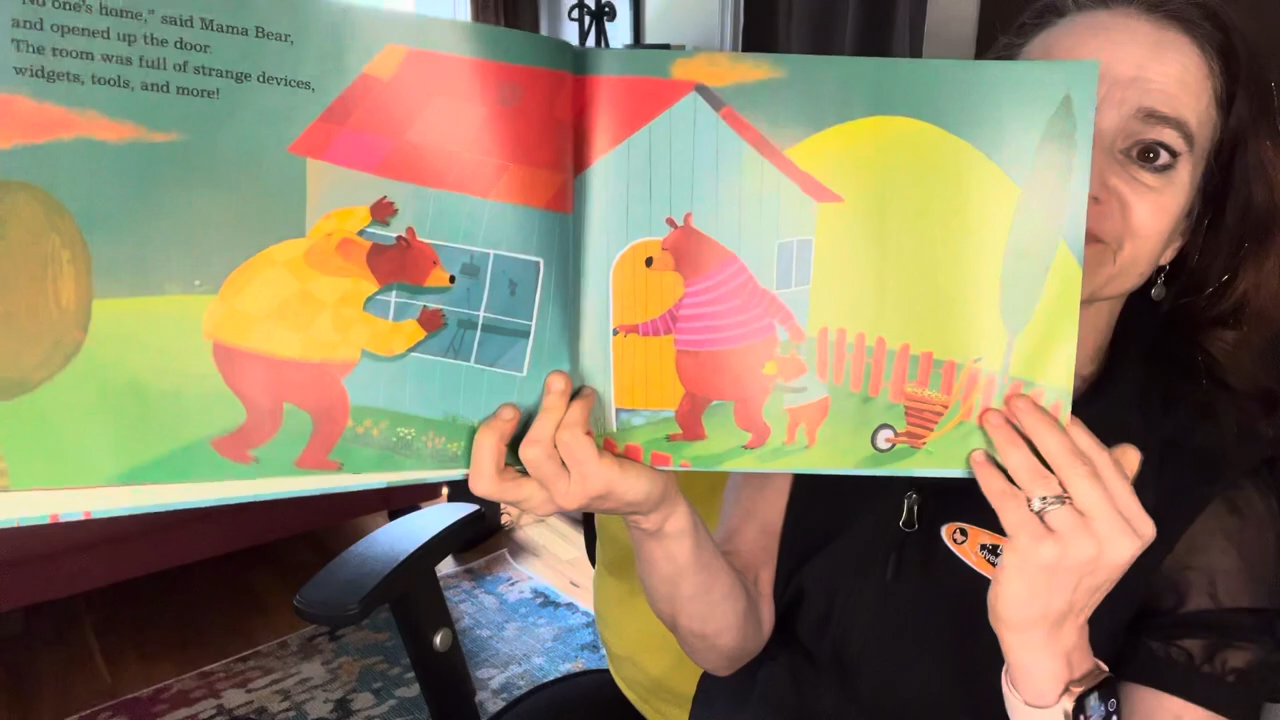 "No one's home," said Mama Bear,
and opened up the door.
The room was full of strange devices,
widgets, tools, and more!